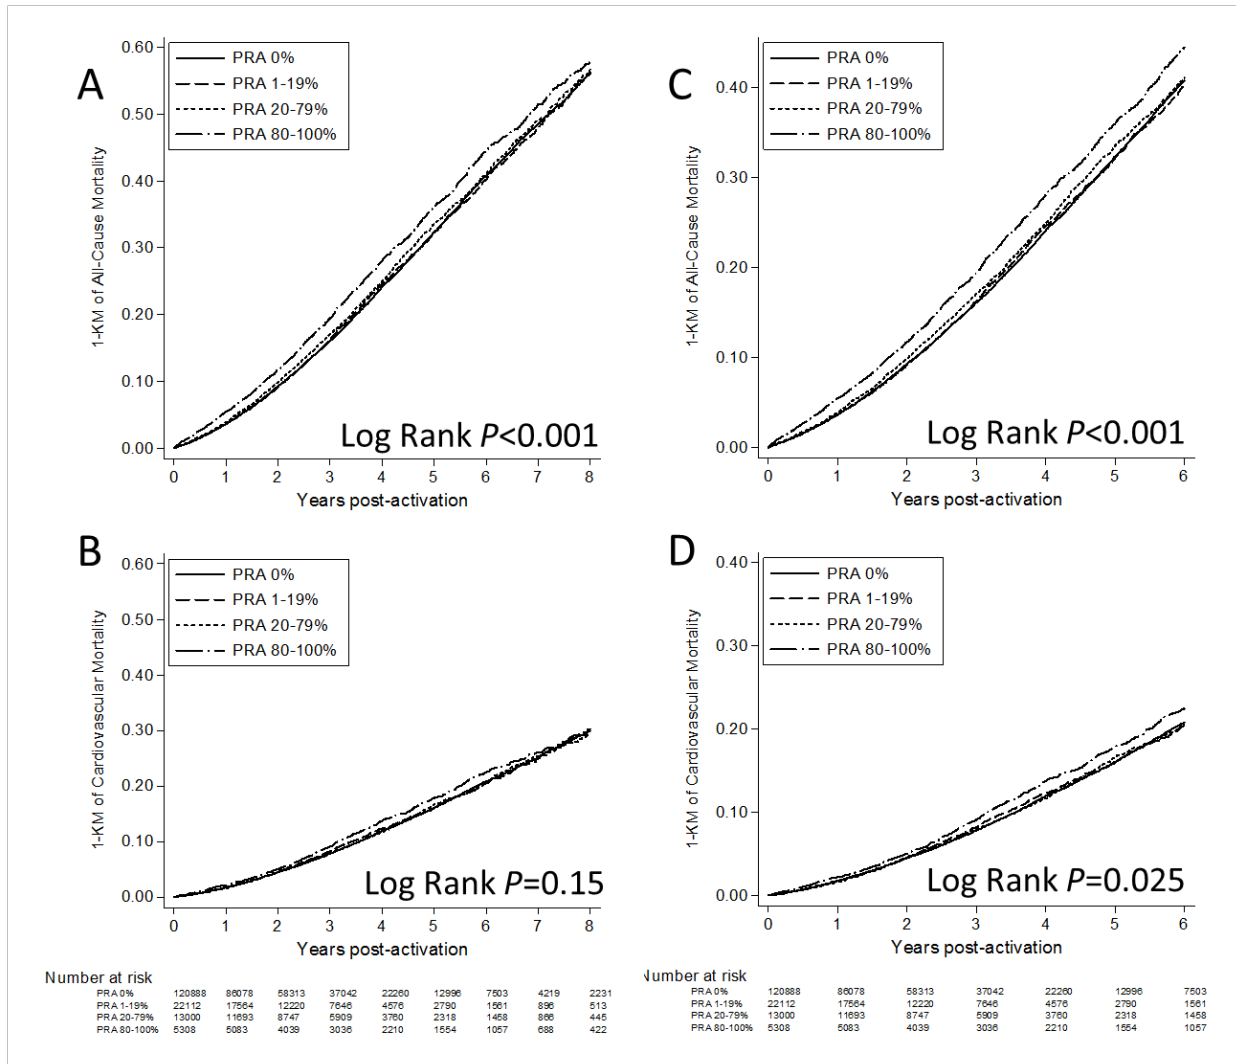 A
1-KM of All-Cause Mortality
PRA 0%
PRA 1-19%
PRA 20-79%
PRA 80-100%
0.60
0.50
0.40
0.30
0.20
0.10
0.00
Log Rank P<0.001
0 1 2 3 4 5 6 7 8
Years post-activation
C
1-KM of All-Cause Mortality
PRA 0%
PRA 1-19%
PRA 20-79%
PRA 80-100%
0.40
0.30
0.20
0.10
0.00
Log Rank P<0.001
0 1 2 3 4 5 6
Years post-activation
B
1-KM of Cardiovascular Mortality
PRA 0%
PRA 1-19%
PRA 20-79%
PRA 80-100%
0.60
0.50
0.40
0.30
0.20
0.10
0.00
Log Rank P=0.15
0 1 2 3 4 5 6 7 8
Years post-activation
Number at risk
PRA 0% 120888 86078 58313 37042 22260 12996 7503 4219 2231
PRA 1-19% 22112 17564 12220 7646 4576 2790 1561 896 513
PRA 20-79% 13000 11693 8747 5909 3760 2318 1458 866 445
PRA 80-100% 5308 5083 4039 3036 2210 1554 1057 688 422
D
1-KM of Cardiovascular Mortality
PRA 0%
PRA 1-19%
PRA 20-79%
PRA 80-100%
0.40
0.30
0.20
0.10
0.00
Log Rank P=0.025
0 1 2 3 4 5 6
Years post-activation
Number at risk
PRA 0% 120888 86078 58313 37042 22260 12996 7503
PRA 1-19% 22112 17564 12220 7646 4576 2790 1561
PRA 20-79% 13000 11693 8747 5909 3760 2318 1458
PRA 80-100% 5308 5083 4039 3036 2210 1554 1057